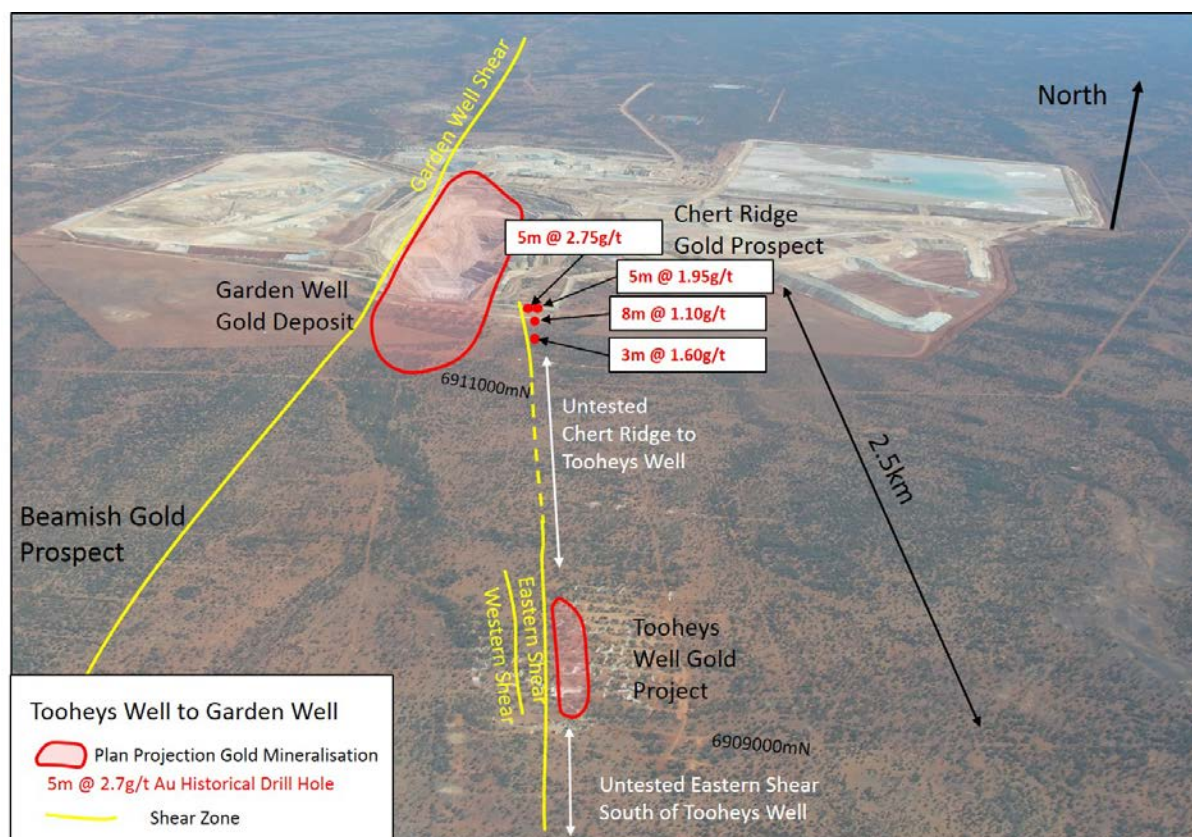 Garden Well Shear
North
Chert Ridge
Gold Prospect
5m @ 2.75g/t
5m @ 1.95g/t
8m @ 1.10g/t
3m @ 1.60g/t
Garden Well
Gold Deposit
6911000mN
Untested
Chert Ridge to
Tooheys Well
2.5km
Beamish Gold
Prospect
Western Shear
Eastern Shear
Tooheys
Well Gold
Project
6909000mN
Untested Eastern Shear
South of Tooheys Well
Tooheys Well to Garden Well
Plan Projection Gold Mineralisation
5m @ 2.7g/t Au Historical Drill Hole
Shear Zone